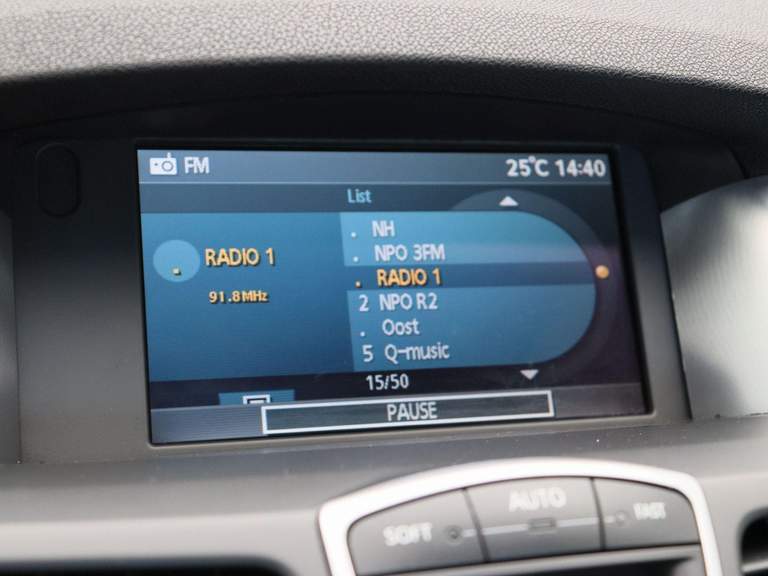 FM 25°C 14:40
List
. NH
. NPO 3FM
. RADIO 1
2 NPO R2
. Oost
5 Q-music
. RADIO 1
91.8MHz
15/50
PAUSE
SOFT AUTO FAST